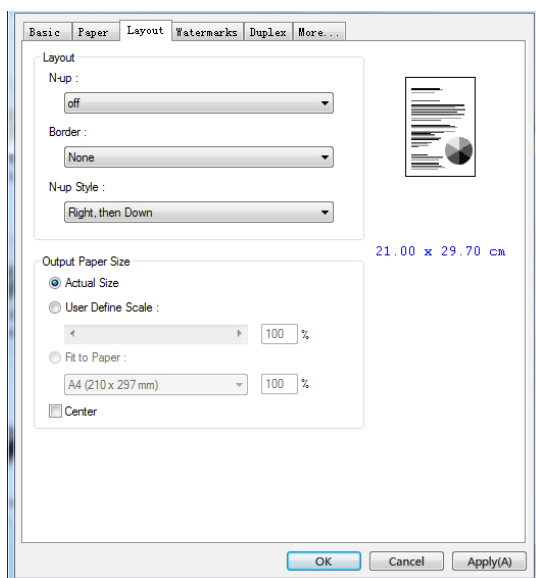 Basic Paper Layout Watermarks Duplex More...
Layout
N-up :
off
Border :
None
N-up Style :
Right, then Down
21.00 x 29.70 cm
Output Paper Size
Actual Size
User Define Scale :
100 %
Fit to Paper :
A4 (210 x 297 mm) 100 %
Center
OK Cancel Apply(A)